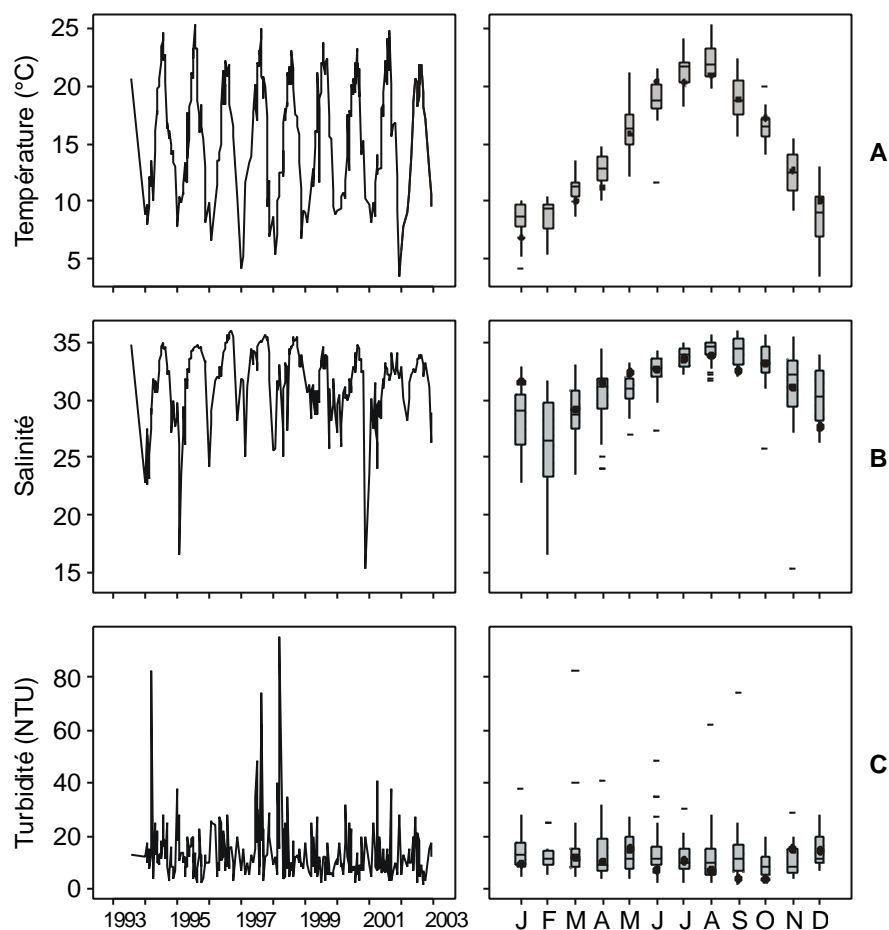 25
20
15
10
5
Température (°C)
A
35
30
25
20
15
Salinité
B
80
60
40
20
0
Turbidité (NTU)
C
1993 1995 1997 1999 2001 2003
J F M A M J J A S O N D